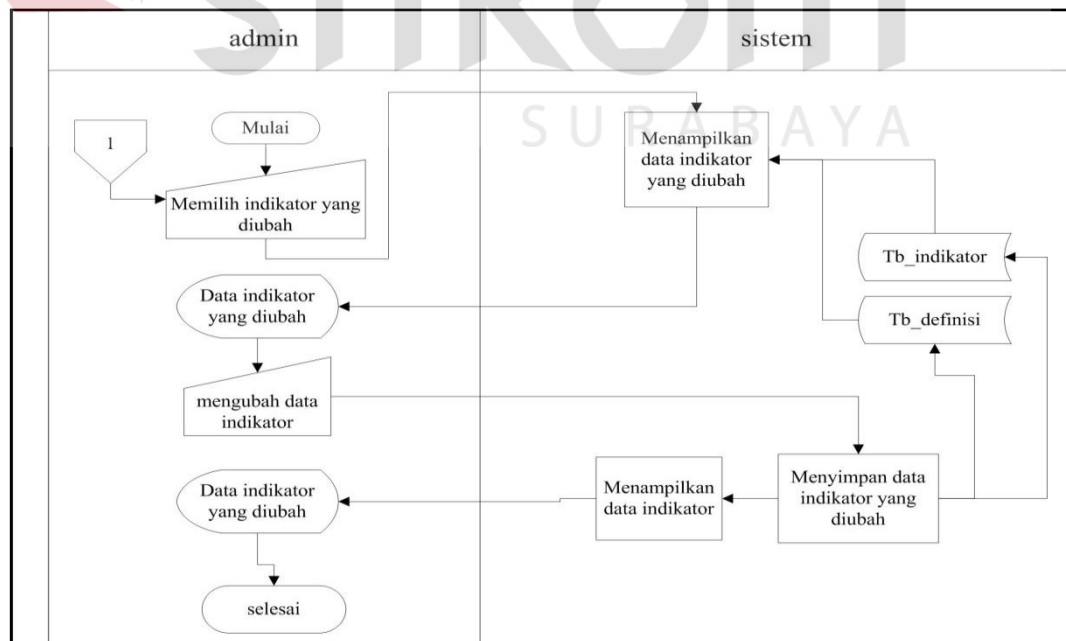 admin
sistem
SURABAYA
1
Mulai
Memilih indikator yang
diubah
Menampilkan
data indikator
yang diubah
Tb_indikator
Tb_definisi
Data indikator
yang diubah
mengubah data
indikator
Menyimpan data
indikator yang
diubah
Menampilkan
data indikator
Data indikator
yang diubah
selesai